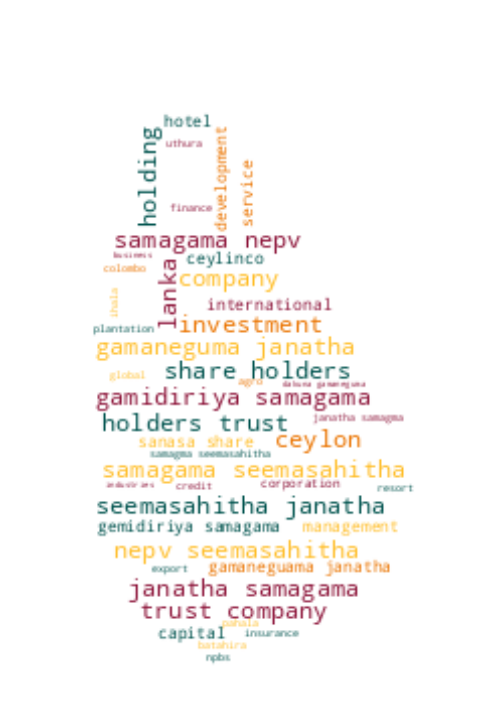 hotel
holding
uthura
development
service
finance
samagama nepv
business
ceylinco
colombo
lanka
company
ihala
international
plantation
investment
gamaneguma janatha
share holders
global
agro
dakuna gamaneguma
gamidiriya samagama
holders trust
janatha samagma
sanasa share
ceylon
samagma seemasahitha
samagama seemasahitha
industries
credit
corporation
resort
seemasahitha janatha
gemidiriya samagama
management
nepv seemasahitha
export
gamaneguama janatha
janatha samagama
trust company
pahala
capital
insurance
batahira
npbs